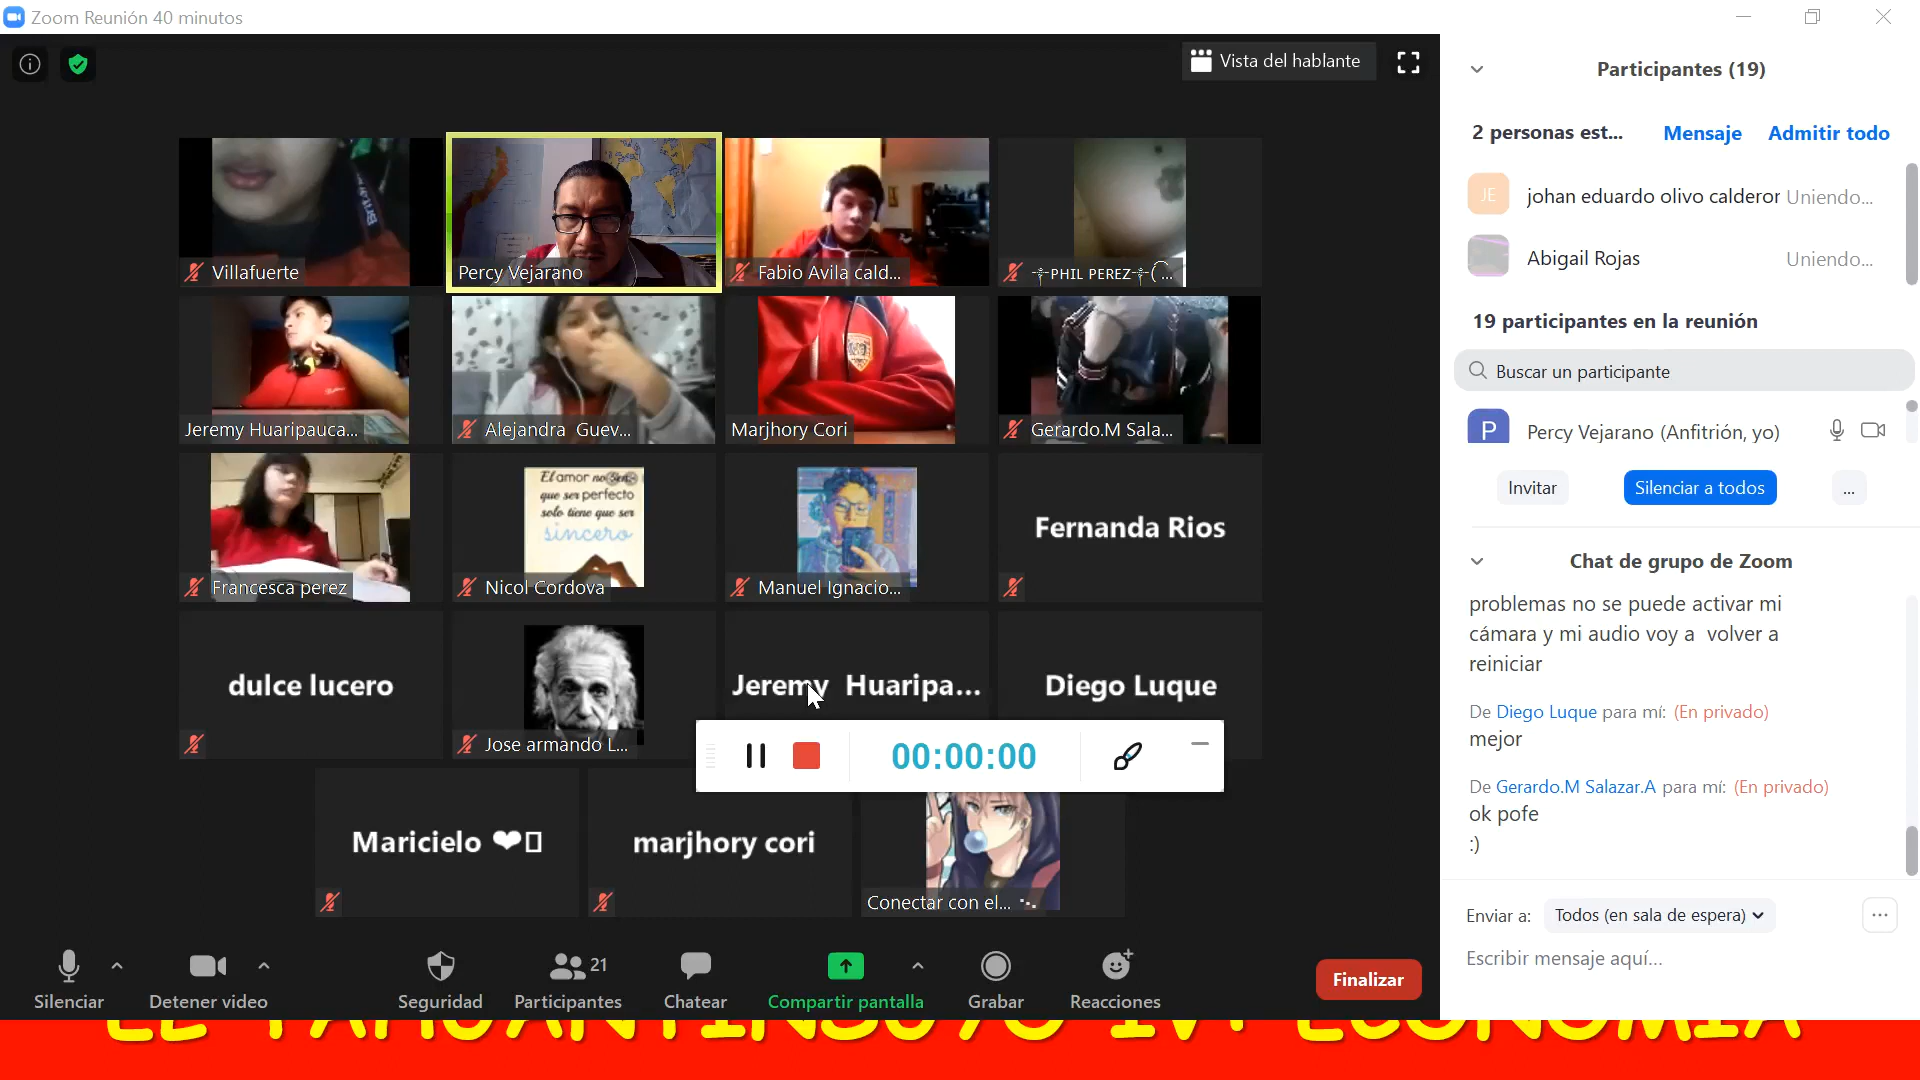 Zoom Reunión 40 minutos
Vista del hablante
Villafuerte
Percy Vejarano
Fabio Avila cald...
PHIL PEREZ
Jeremy Huaripauca...
Alejandra Guev...
Marjhory Cori
Gerardo.M Sala...
Francesca perez
El amor no tiene
que ser perfecto
solo tiene que ser
sincero
Nicol Cordova
Manuel Ignacio...
Fernanda Rios
dulce lucero
Jose armando L...
Jeremy Huaripa...
Diego Luque
00:00:00
Maricielo ❤
marjhory cori
Conectar con el...
Silenciar
Detener video
Seguridad
21
Participantes
Chatear
Compartir pantalla
Grabar
Reacciones
Finalizar
Participantes (19)
2 personas est... Mensaje Admitir todo
JE johan eduardo olivo calderor Uniendo...
Abigail Rojas Uniendo...
19 participantes en la reunión
Buscar un participante
P Percy Vejarano (Anfitrión, yo)
Invitar Silenciar a todos ...
Chat de grupo de Zoom
problemas no se puede activar mi
cámara y mi audio voy a volver a
reiniciar
De Diego Luque para mí: (En privado)
mejor
De Gerardo.M Salazar.A para mí: (En privado)
ok pofe
:)
Enviar a: Todos (en sala de espera)
Escribir mensaje aquí...